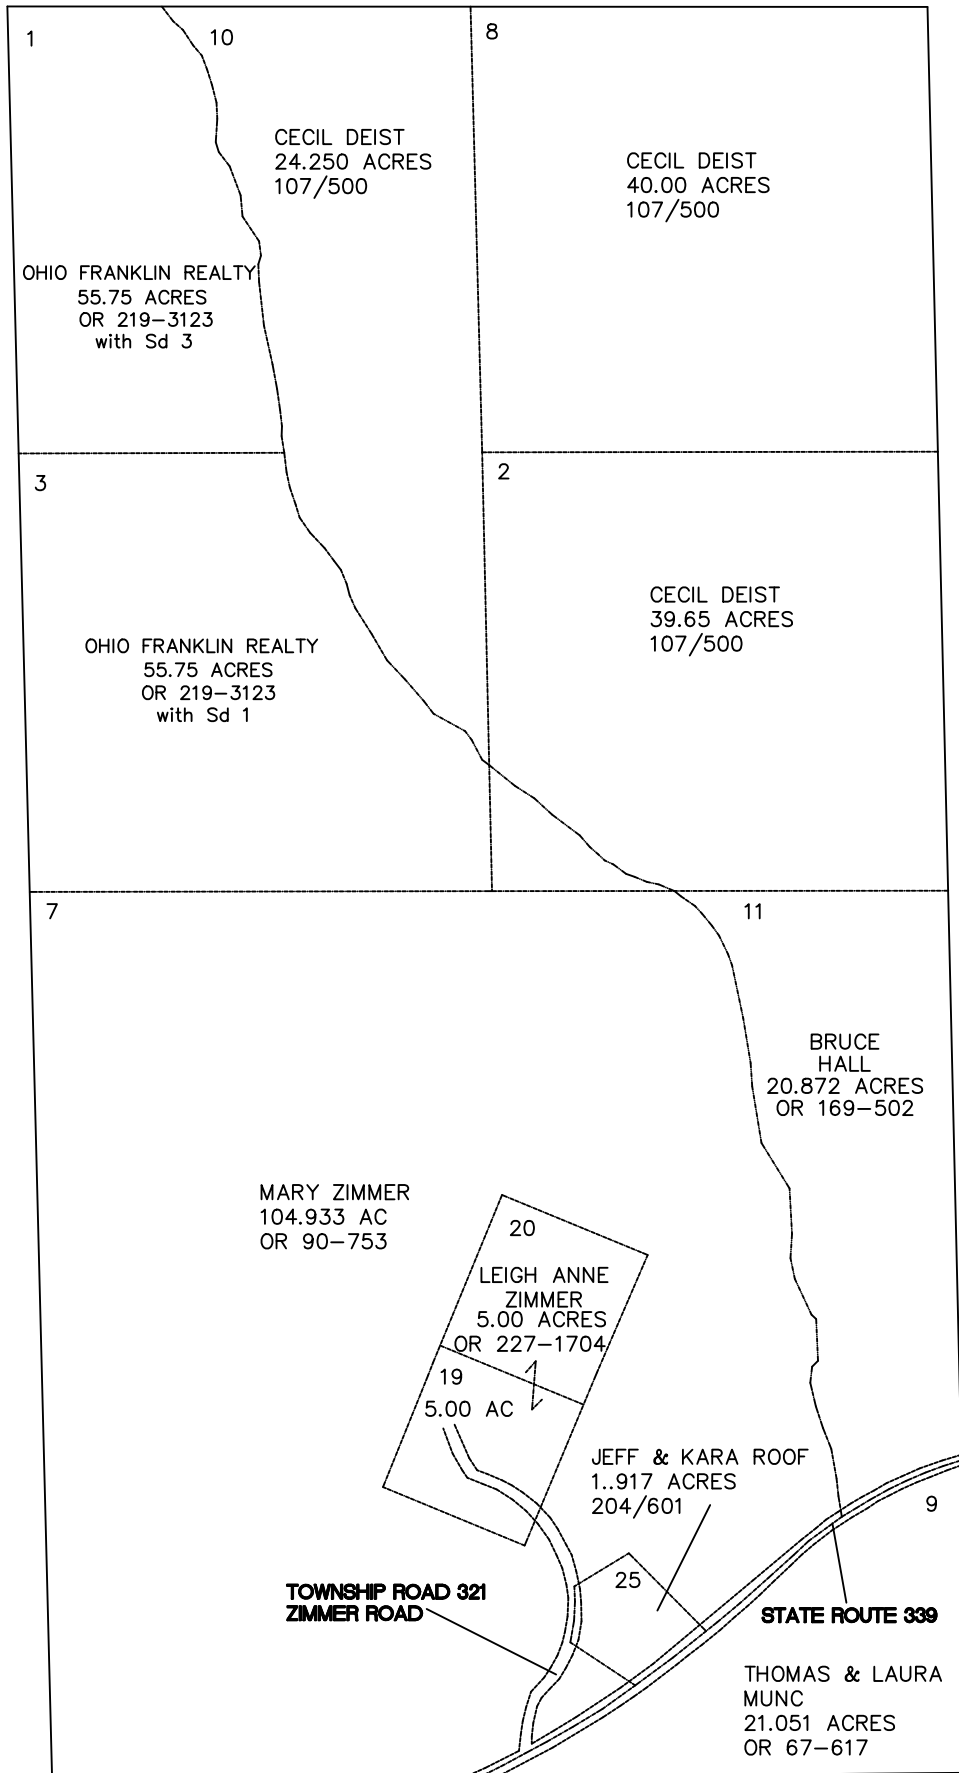 1
10
8
CECIL DEIST
24.250 ACRES
107/500
CECIL DEIST
40.00 ACRES
107/500
OHIO FRANKLIN REALTY
55.75 ACRES
OR 219-3123
with Sd 3
3
2
CECIL DEIST
39.65 ACRES
107/500
OHIO FRANKLIN REALTY
55.75 ACRES
OR 219-3123
with Sd 1
7
11
BRUCE
HALL
20.872 ACRES
OR 169-502
MARY ZIMMER
104.933 AC
OR 90-753
20
LEIGH ANNE
ZIMMER
5.00 ACRES
OR 227-1704
19
5.00 AC
JEFF & KARA ROOF
1..917 ACRES
204/601
9
25
TOWNSHIP ROAD 321
ZIMMER ROAD
STATE ROUTE 339
THOMAS & LAURA
MUNC
21.051 ACRES
OR 67-617